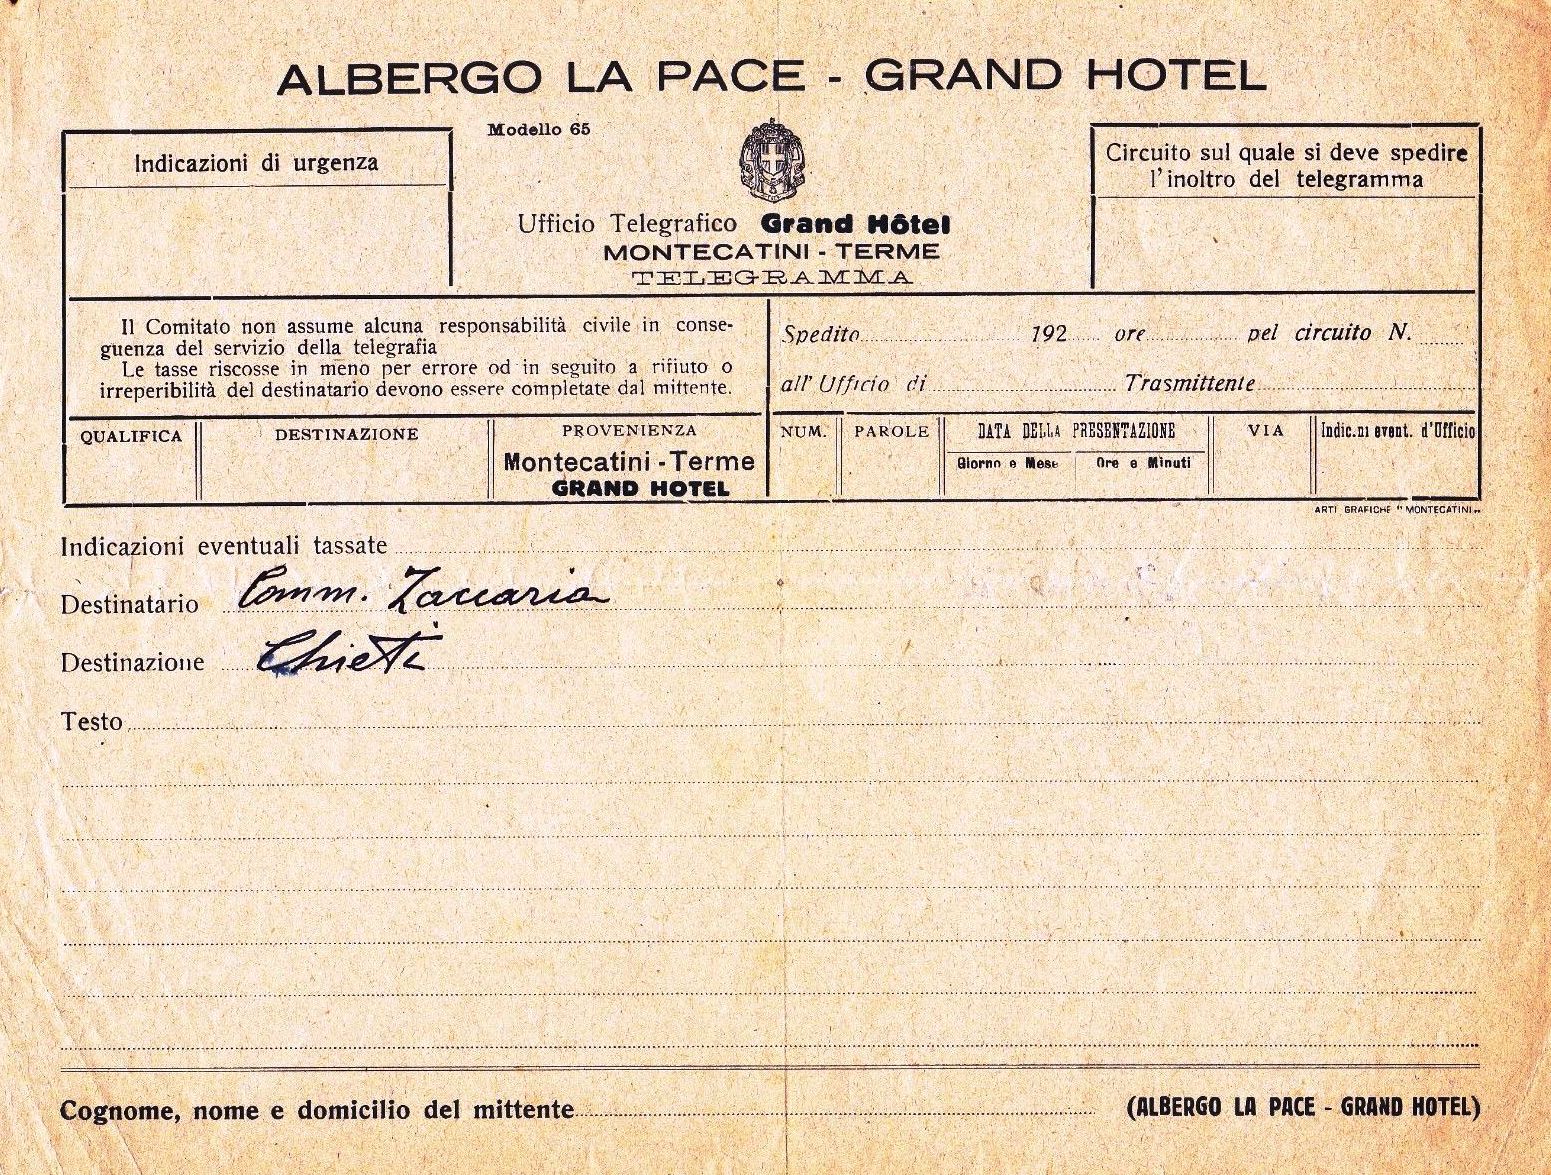 ALBERGO LA PACE - GRAND HOTEL
Modello 65
Indicazioni di urgenza
Circuito sul quale si deve spedire
l'inoltro del telegramma
Ufficio Telegrafico Grand Hôtel
MONTECATINI - TERME
TELEGRAMMA
Il Comitato non assume alcuna responsabilità civile in conse-
guenza del servizio della telegrafia
Le tasse riscosse in meno per errore od in seguito a rifiuto o
irreperibilità del destinatario devono essere completate dal mittente.
Spedito 192 ore pel circuito N.
all'Ufficio di Trasmittente
QUALIFICA DESTINAZIONE PROVENIENZA NUM. PAROLE DATA DELLA PRESENTAZIONE VIA Indic.ni event. d'Ufficio
Montecatini - Terme Giorno e Mese Ore e Minuti
GRAND HOTEL
ARTI GRAFICHE "MONTECATINI"
Indicazioni eventuali tassate
Destinatario Comm. Zaccaria
Destinazione Chieti
Testo
Cognome, nome e domicilio del mittente (ALBERGO LA PACE - GRAND HOTEL)